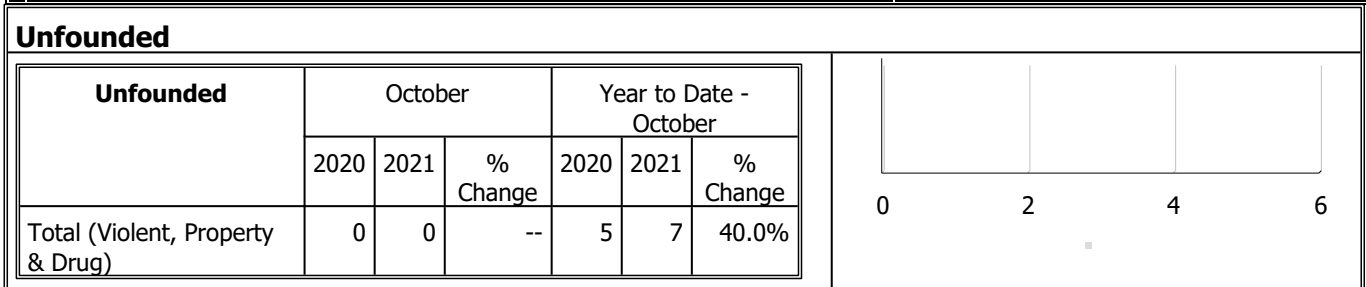 Unfounded
Unfounded October Year to Date -
October
2020 2021 % 2020 2021 %
Change Change
Total (Violent, Property 0 0 -- 5 7 40.0%
& Drug)
0 2 4 6